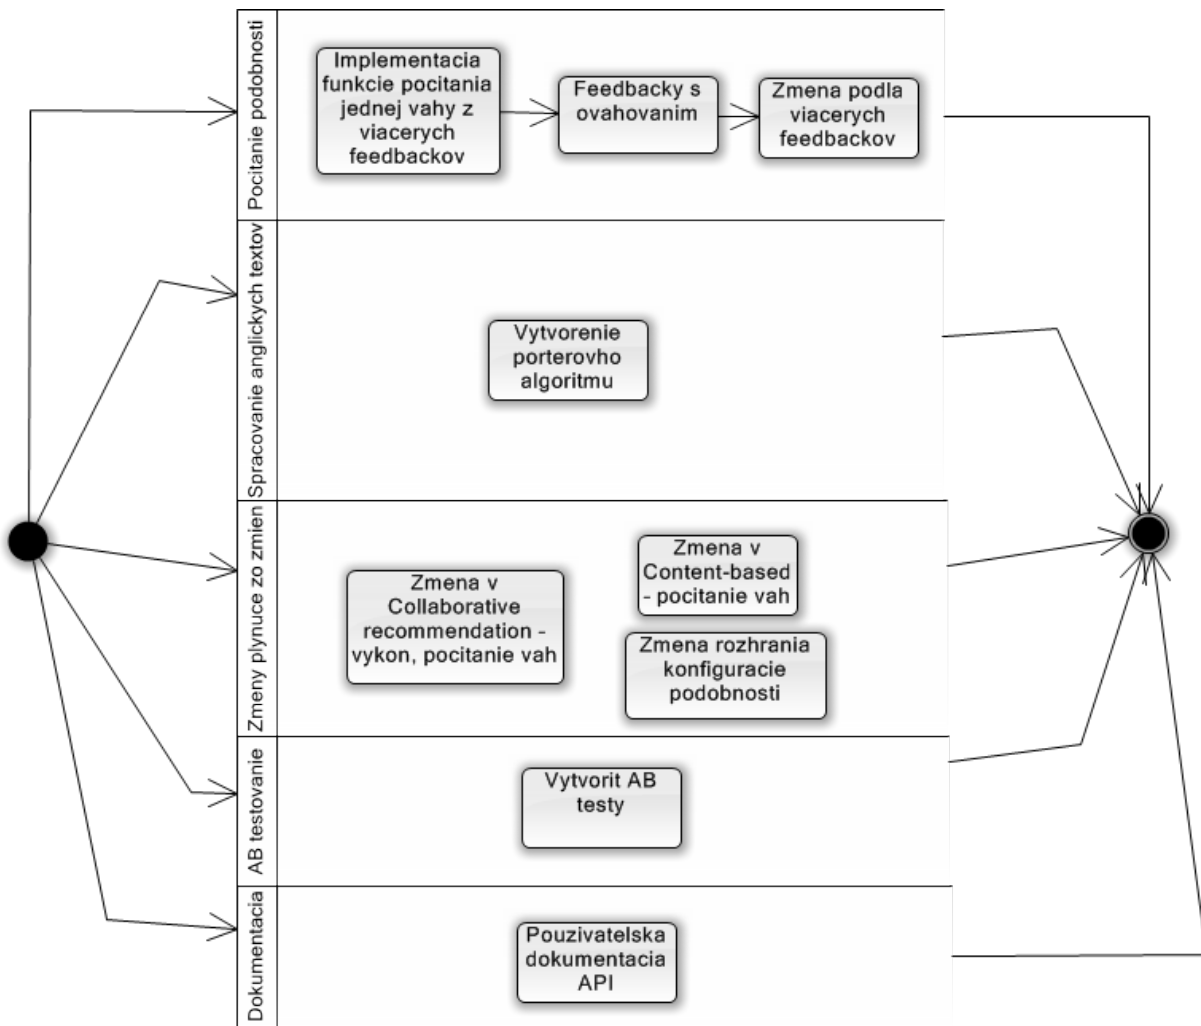 Pocitanie podobnosti
Implementacia
funkcie pocitania
jednej vahy z
viacerych
feedbackov
Feedbacky s
ovahovanim
Zmena podla
viacerych
feedbackov
Spracovanie anglickych textov
Vytvorenie
porterovho
algoritmu
Zmeny plynuce zo zmien
Zmena v
Collaborative
recommendation -
vykon, pocitanie vah
Zmena v
Content-based
- pocitanie vah
Zmena rozhrania
konfiguracie
podobnosti
AB testovanie
Vytvorit AB
testy
Dokumentacia
Pouzivatelska
dokumentacia
API